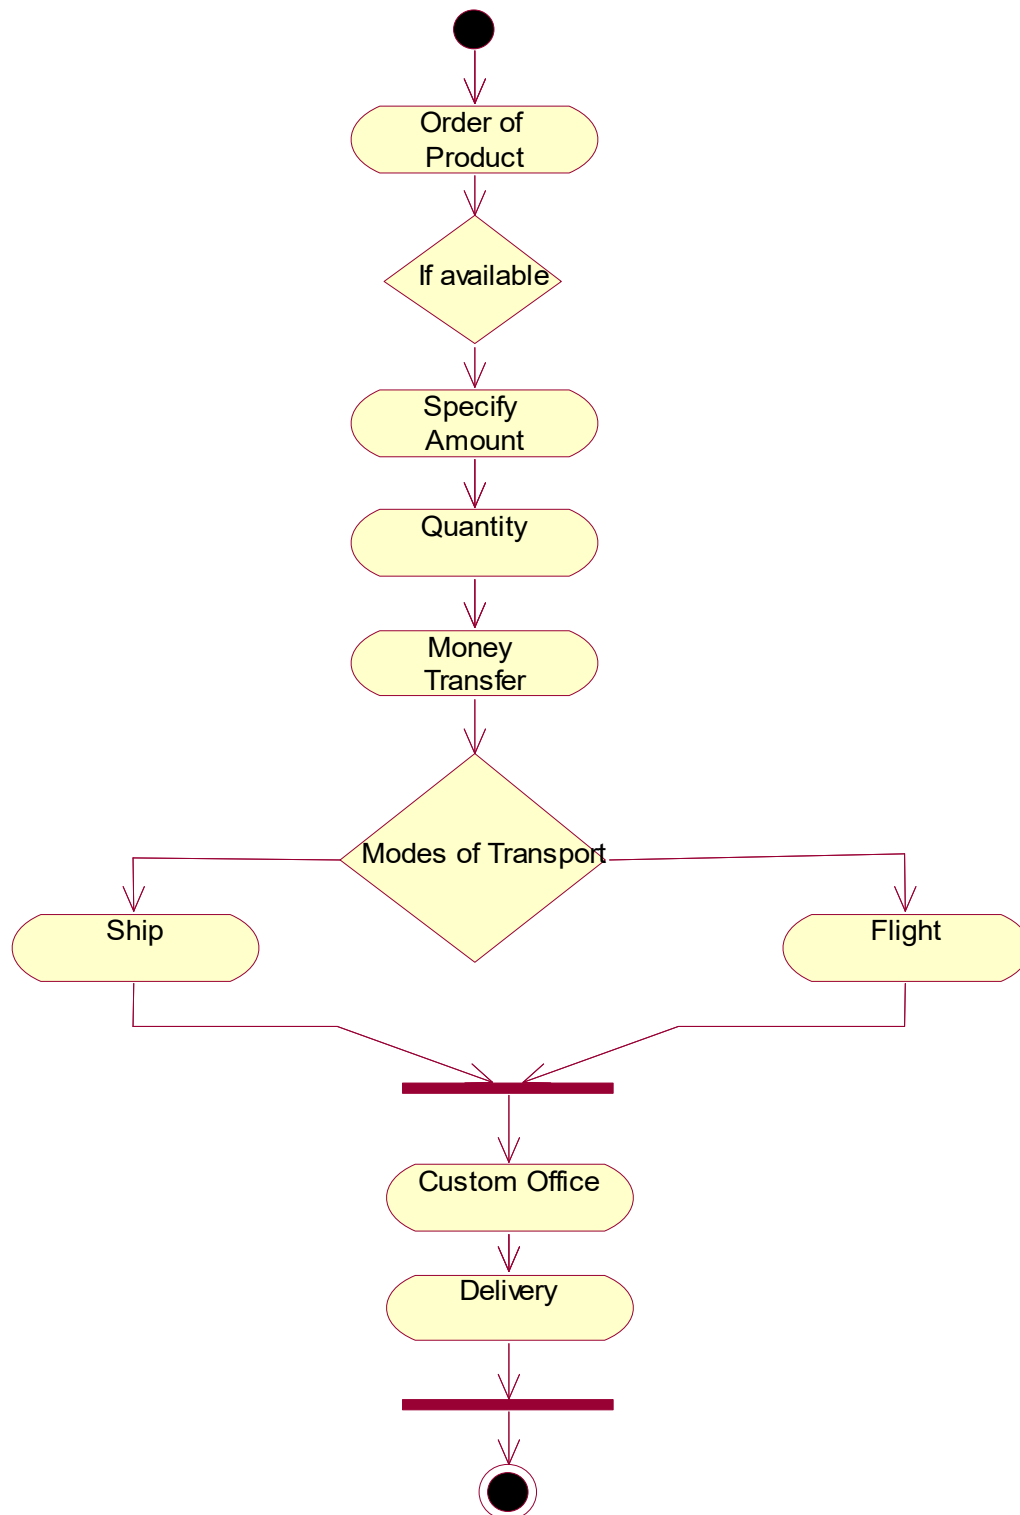 Order of
Product
If available
Specify
Amount
Quantity
Money
Transfer
Modes of Transport
Ship
Flight
Custom Office
Delivery